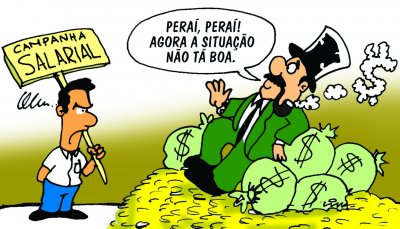 CAMPANHA
SALARIAL
PERAÍ, PERAÍ!
AGORA A SITUAÇÃO
NÃO TÁ BOA.
$
$
$
$
$
$